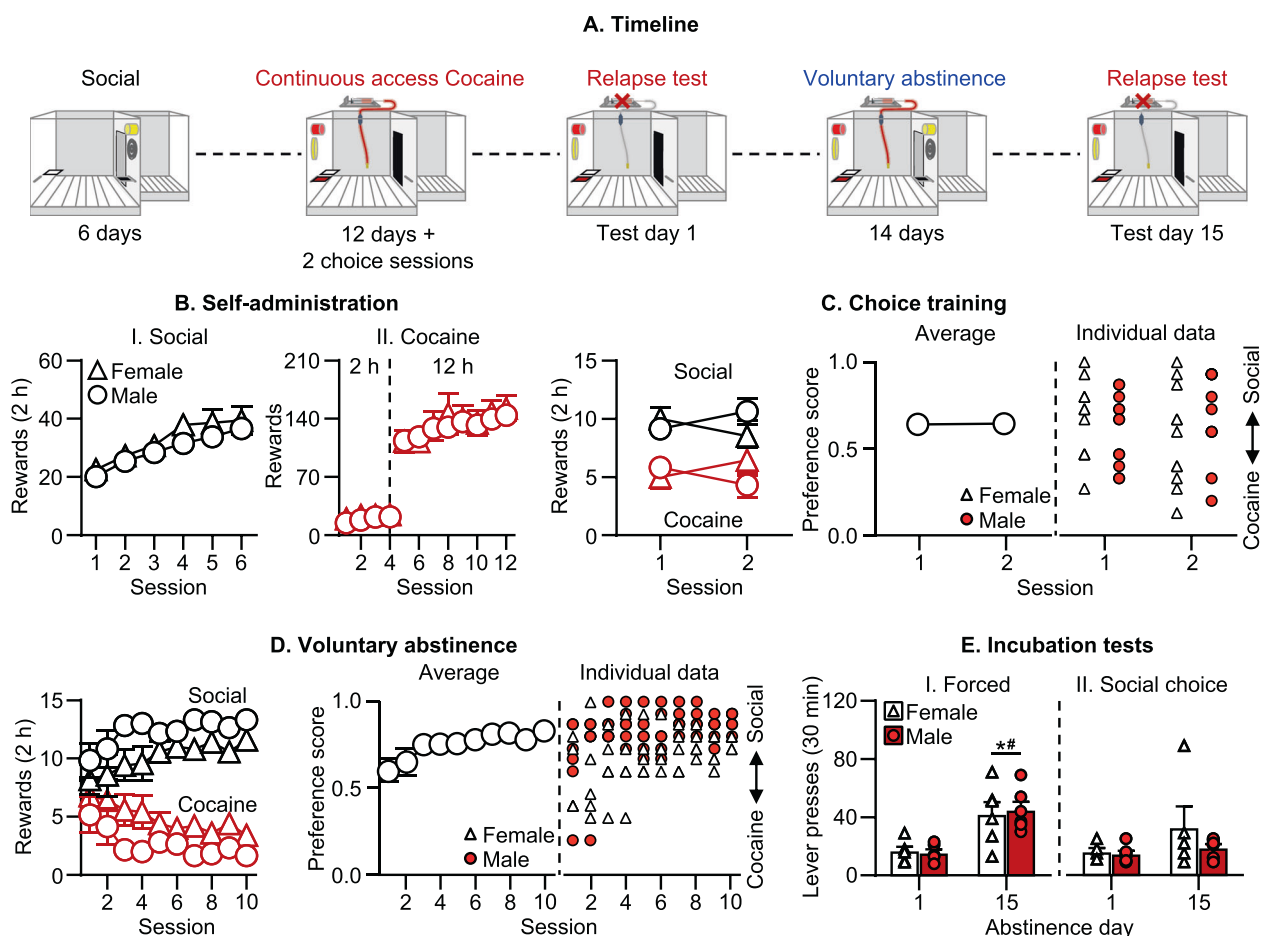 A. Timeline
Social
Continuous access Cocaine
Relapse test
Voluntary abstinence
Relapse test
6 days
12 days +
2 choice sessions
Test day 1
14 days
Test day 15
B. Self-administration
I. Social
II. Cocaine
Rewards (2 h)
60
40
20
0
Female
Male
1 2 3 4 5 6
Session
Rewards
210
140
70
0
2 h
12 h
2 4 6 8 10 12
Session
C. Choice training
Rewards (2 h)
15
10
5
0
Social
Cocaine
1 2
Session
Average
Individual data
Preference score
1.0
0.5
0.0
Female
Male
1 2 1 2
Session
Social
Cocaine
D. Voluntary abstinence
Rewards (2 h)
15
10
5
0
Social
Cocaine
2 4 6 8 10
Session
Average
Individual data
Preference score
1.0
0.5
0.0
Female
Male
2 4 6 8 10 2 4 6 8 10
Session
Social
Cocaine
E. Incubation tests
I. Forced
II. Social choice
Lever presses (30 min)
120
80
40
0
Female
Male
*#
1 15 1 15
Abstinence day